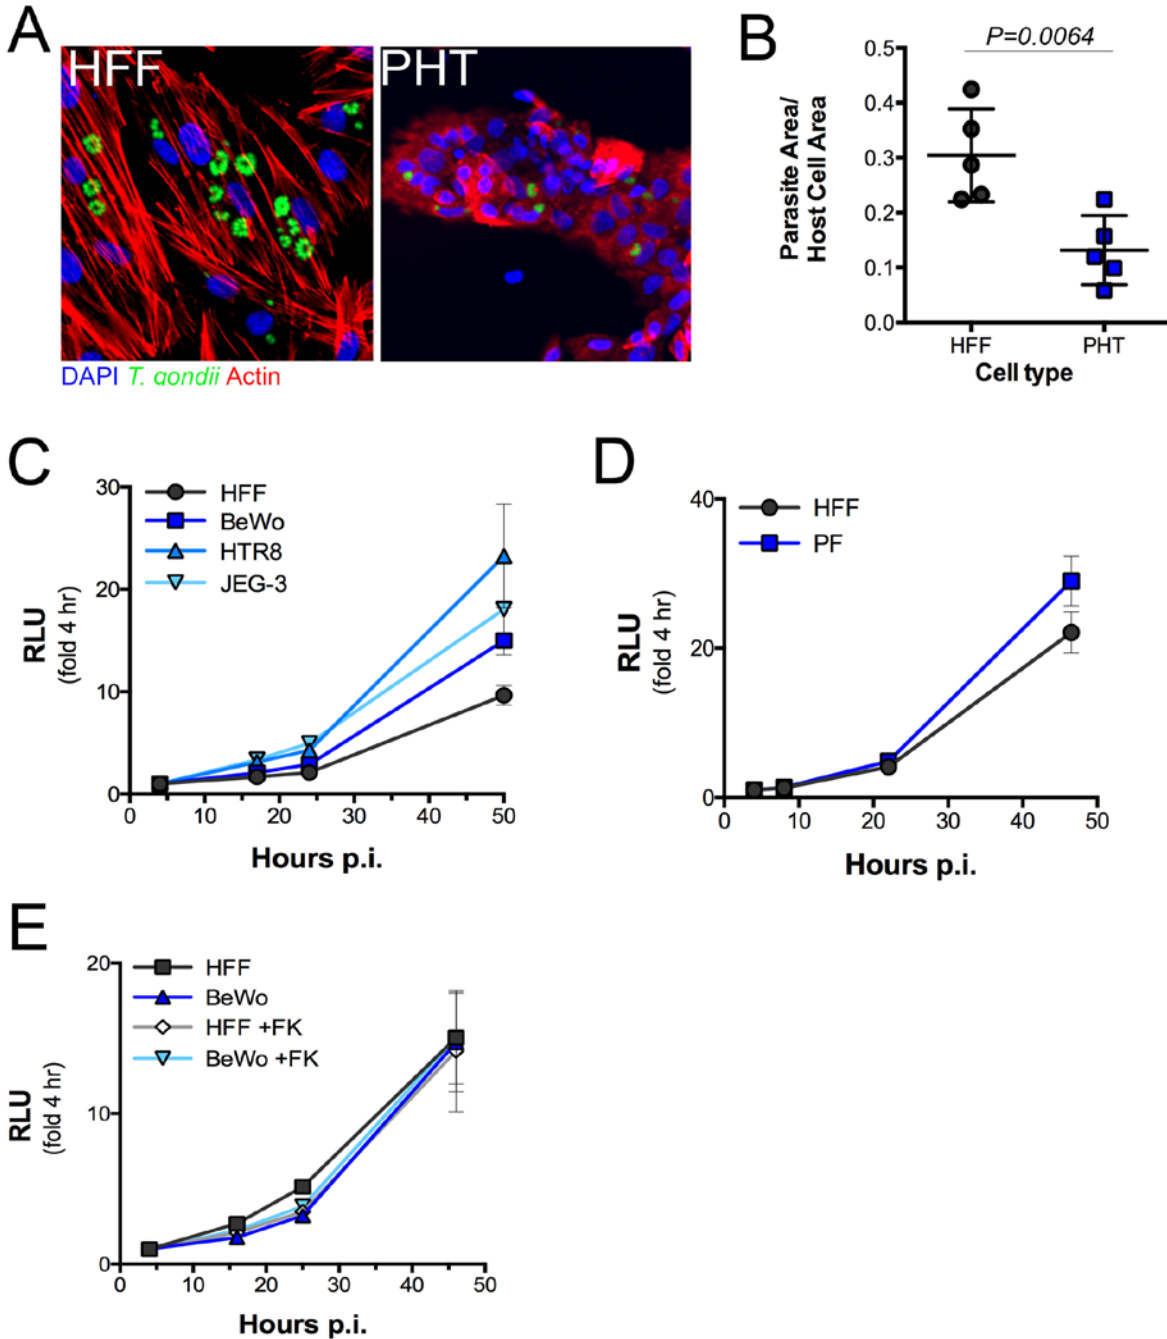 A
HFF
PHT
DAPI T. gondii Actin
B
P=0.0064
Parasite Area/
Host Cell Area
0.5
0.4
0.3
0.2
0.1
0.0
HFF PHT
Cell type
C
HFF
BeWo
HTR8
JEG-3
RLU
(fold 4 hr)
30
20
10
0
0 10 20 30 40 50
Hours p.i.
D
HFF
PF
RLU
(fold 4 hr)
40
20
0
0 10 20 30 40 50
Hours p.i.
E
HFF
BeWo
HFF +FK
BeWo +FK
RLU
(fold 4 hr)
20
10
0
0 10 20 30 40 50
Hours p.i.